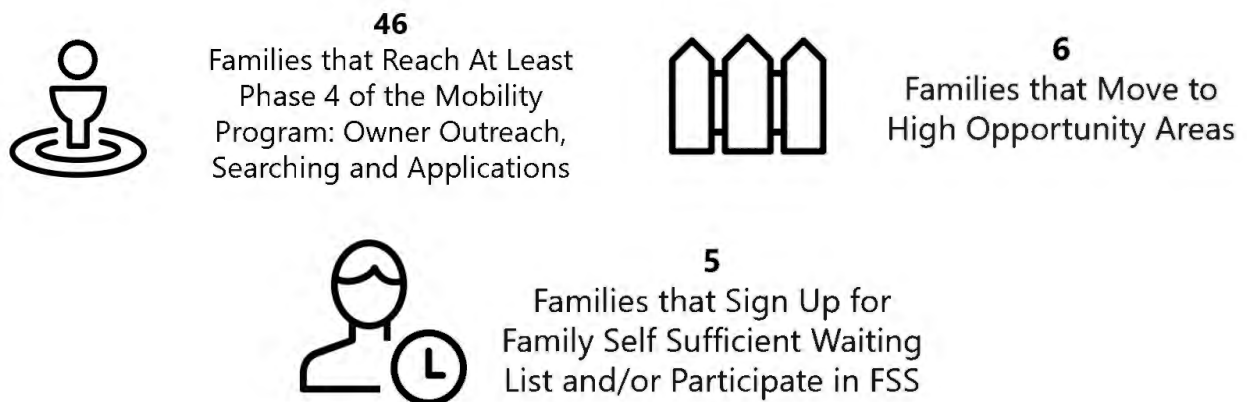 46
Families that Reach At Least
Phase 4 of the Mobility
Program: Owner Outreach,
Searching and Applications
6
Families that Move to
High Opportunity Areas
5
Families that Sign Up for
Family Self Sufficient Waiting
List and/or Participate in FSS